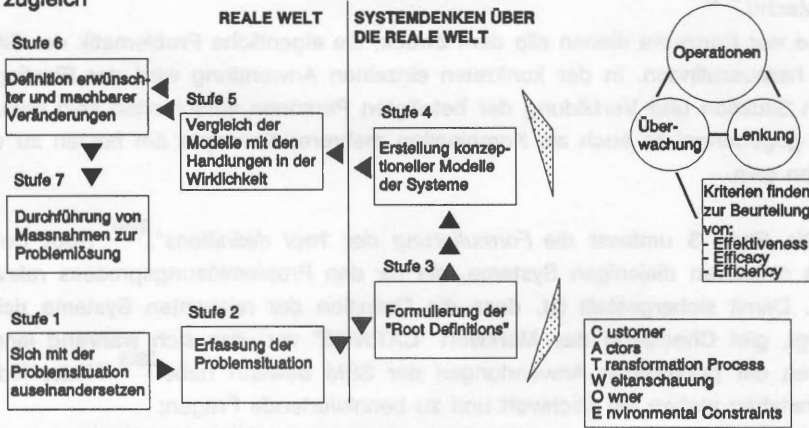 zugleich
REALE WELT
SYSTEMDENKEN ÜBER
DIE REALE WELT
Stufe 6
Definition erwünsch-
ter und machbarer
Veränderungen
Stufe 5
Vergleich der
Modelle mit den
Handlungen in der
Wirklichkeit
Stufe 4
Erstellung konzep-
tioneller Modelle
der Systeme
Operationen
Über-
wachung
Lenkung
Kriterien finden
zur Beurteilung
von:
- Effektiveness
- Efficacy
- Efficiency
Stufe 7
Durchführung von
Massnahmen zur
Problemlösung
Stufe 3
Formulierung der
"Root Definitions"
Stufe 1
Sich mit der
Problemsituation
auseinandersetzen
Stufe 2
Erfassung der
Problemsituation
C ustomer
A ctors
T ransformation Process
W eltanschauung
O wner
E nvironmental Constraints